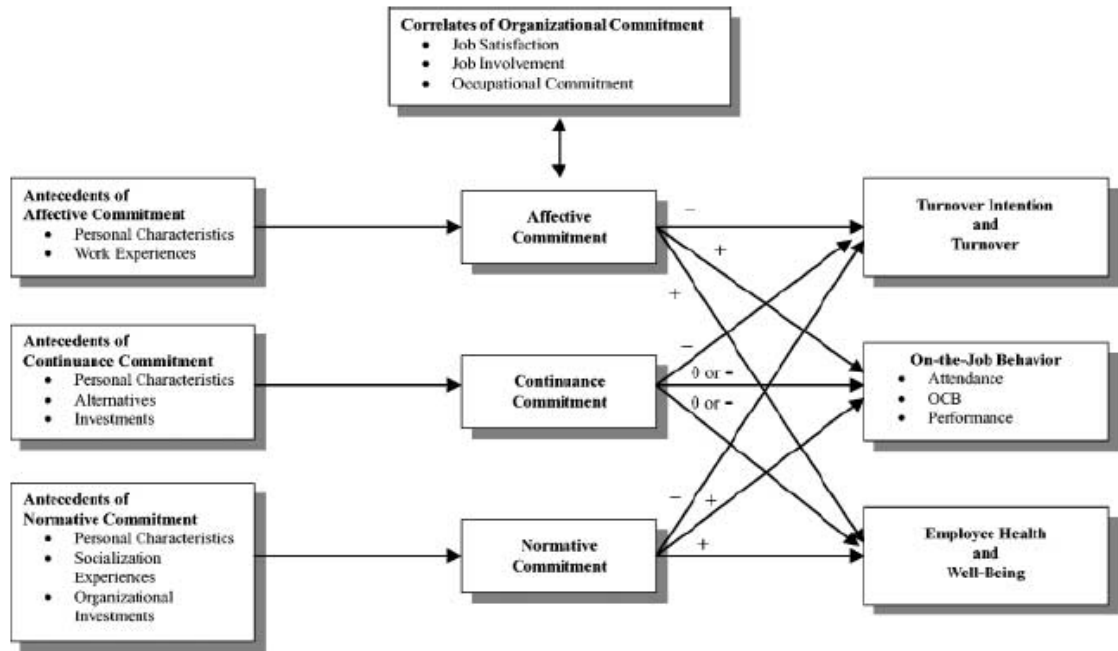 Correlates of Organizational Commitment
• Job Satisfaction
• Job Involvement
• Occupational Commitment
Antecedents of
Affective Commitment
• Personal Characteristics
• Work Experiences
Affective
Commitment
Turnover Intention
and
Turnover
−
+
+
Antecedents of
Continuance Commitment
• Personal Characteristics
• Alternatives
• Investments
Continuance
Commitment
−
0 or −
0 or −
On-the-Job Behavior
• Attendance
• OCB
• Performance
Antecedents of
Normative Commitment
• Personal Characteristics
• Socialization
Experiences
• Organizational
Investments
Normative
Commitment
−
+
+
Employee Health
and
Well-Being